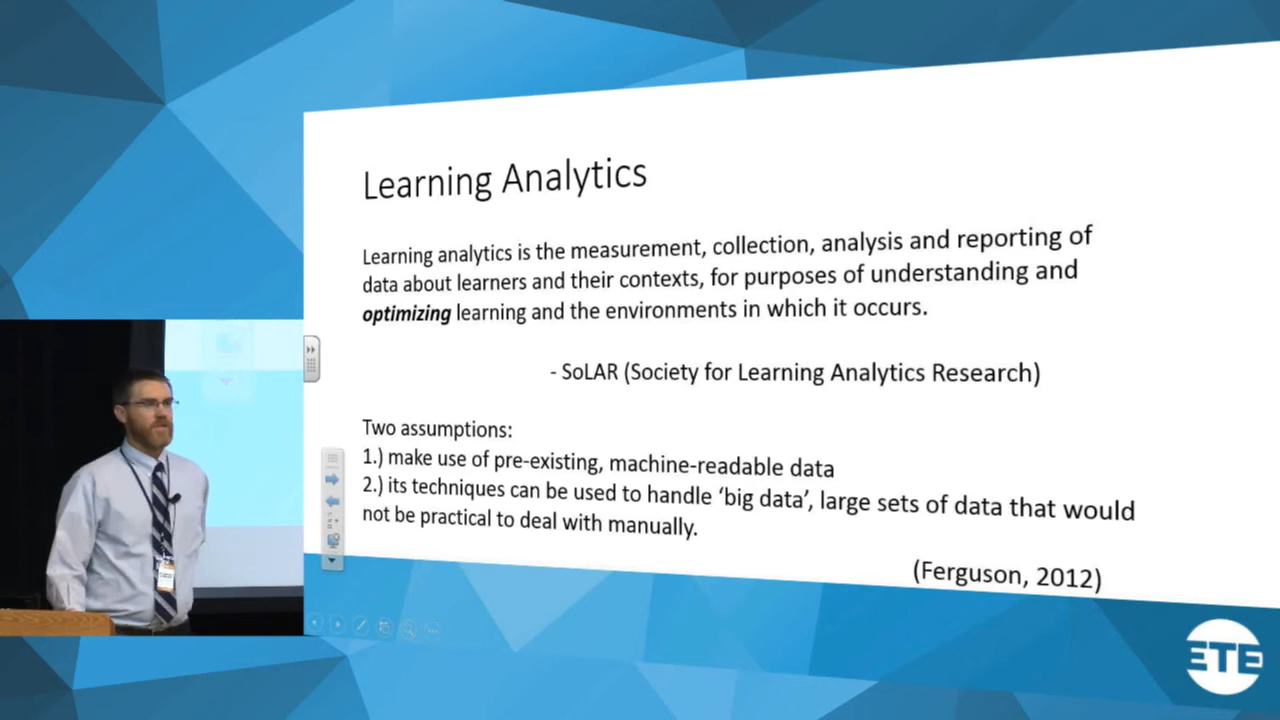 Learning Analytics
Learning analytics is the measurement, collection, analysis and reporting of
data about learners and their contexts, for purposes of understanding and
optimizing learning and the environments in which it occurs.
- SoLAR (Society for Learning Analytics Research)
Two assumptions:
1.) make use of pre-existing, machine-readable data
2.) its techniques can be used to handle ‘big data’, large sets of data that would
not be practical to deal with manually.
(Ferguson, 2012)
ETE